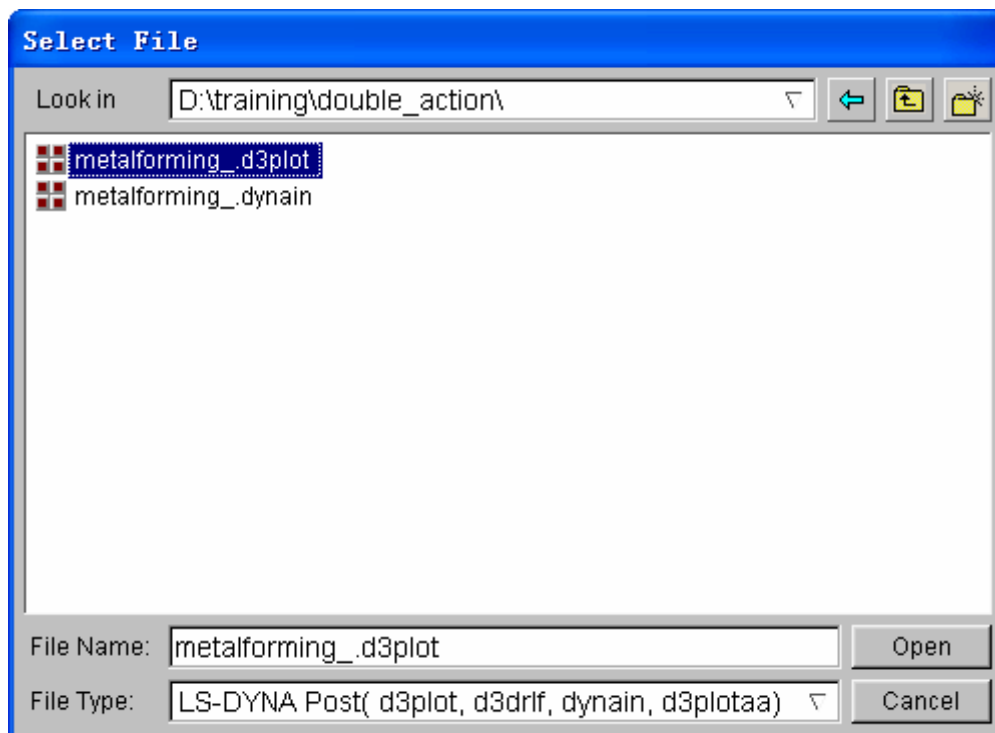 Select File
Look in D:\training\double_action\
metalforming_.d3plot
metalforming_.dynain
File Name: metalforming_.d3plot Open
File Type: LS-DYNA Post( d3plot, d3drlf, dynain, d3plotaa) Cancel